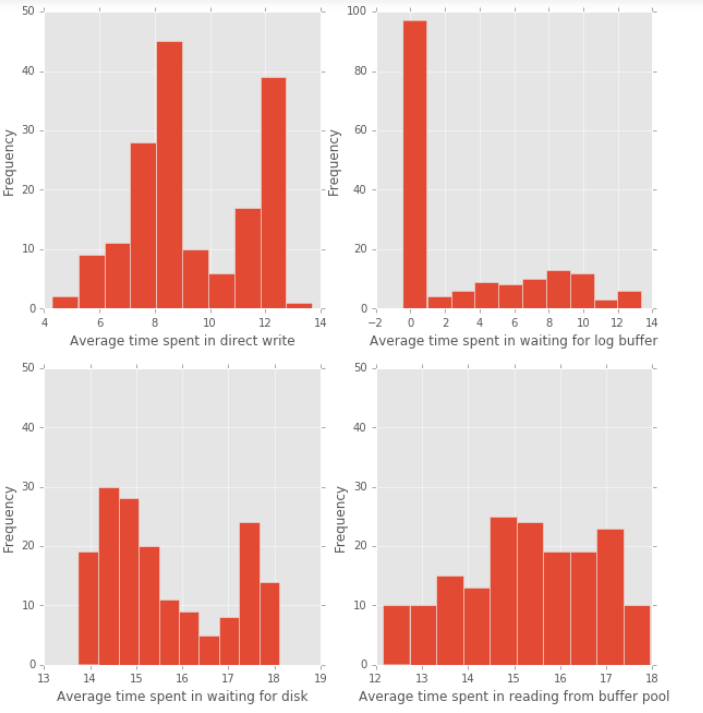 50
40
30
20
10
0
Frequency
4 6 8 10 12 14
Average time spent in direct write
100
80
60
40
20
0
Frequency
−2 0 2 4 6 8 10 12 14
Average time spent in waiting for log buffer
50
40
30
20
10
0
Frequency
13 14 15 16 17 18 19
Average time spent in waiting for disk
50
40
30
20
10
0
Frequency
12 13 14 15 16 17 18
Average time spent in reading from buffer pool